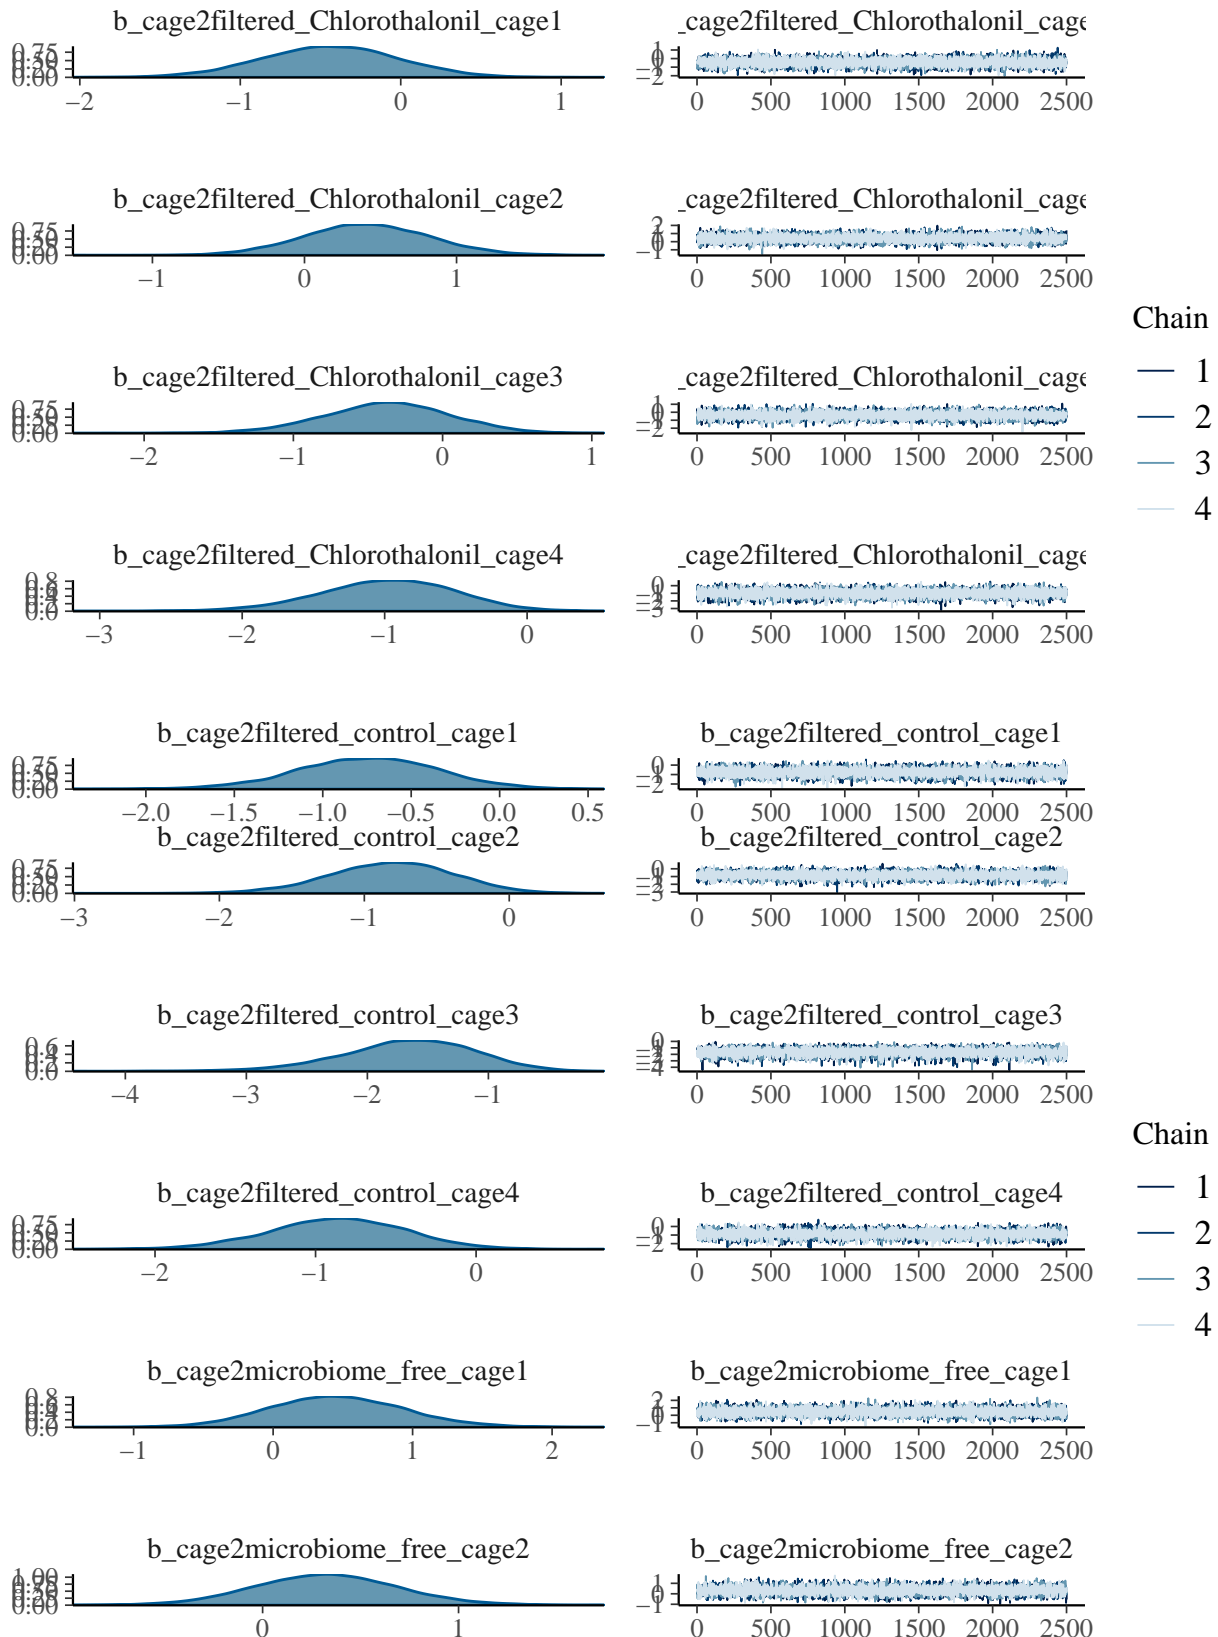 b_cage2filtered_Chlorothalonil_cage1 _cage2filtered_Chlorothalonil_cage
−2 −1 0 1 0 500 1000 1500 2000 2500
b_cage2filtered_Chlorothalonil_cage2 _cage2filtered_Chlorothalonil_cage
−1 0 1 0 500 1000 1500 2000 2500
Chain
1
2
3
4
b_cage2filtered_Chlorothalonil_cage3 _cage2filtered_Chlorothalonil_cage
−2 −1 0 1 0 500 1000 1500 2000 2500
b_cage2filtered_Chlorothalonil_cage4 _cage2filtered_Chlorothalonil_cage
−3 −2 −1 0 0 500 1000 1500 2000 2500
b_cage2filtered_control_cage1 b_cage2filtered_control_cage1
−2.0 −1.5 −1.0 −0.5 0.0 0.5 0 500 1000 1500 2000 2500
b_cage2filtered_control_cage2 b_cage2filtered_control_cage2
−3 −2 −1 0 0 500 1000 1500 2000 2500
b_cage2filtered_control_cage3 b_cage2filtered_control_cage3
−4 −3 −2 −1 0 500 1000 1500 2000 2500
Chain
1
2
3
4
b_cage2filtered_control_cage4 b_cage2filtered_control_cage4
−2 −1 0 0 500 1000 1500 2000 2500
b_cage2microbiome_free_cage1 b_cage2microbiome_free_cage1
−1 0 1 2 0 500 1000 1500 2000 2500
b_cage2microbiome_free_cage2 b_cage2microbiome_free_cage2
0 1 0 500 1000 1500 2000 2500